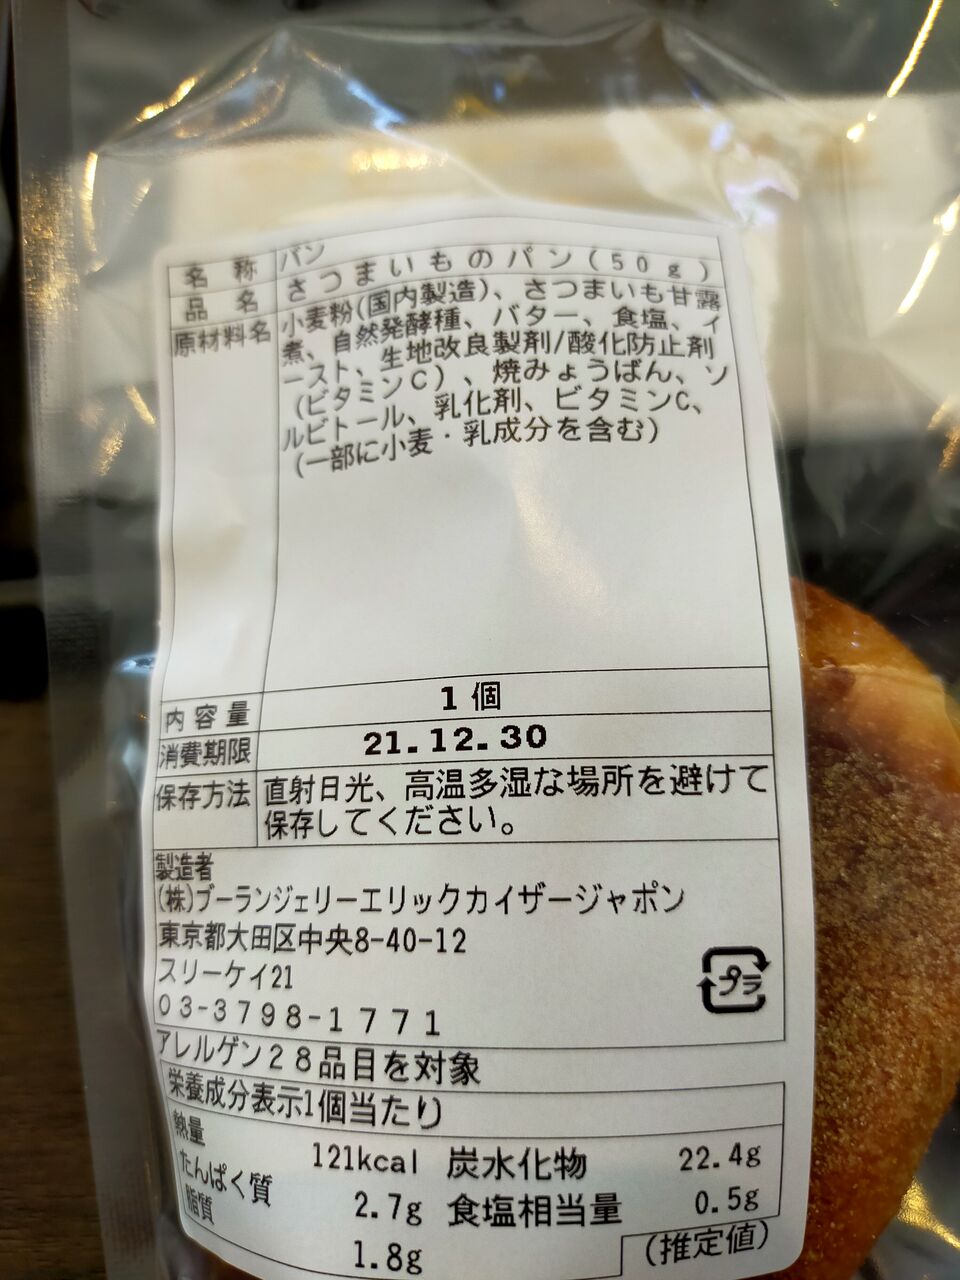 名称 パン
品名 さつまいものパン(50g)
原材料名 小麦粉(国内製造)、さつまいも甘露
煮、自然発酵種、バター、食塩、イ
ースト、生地改良製剤/酸化防止剤
(ビタミンC)、焼みょうばん、ソ
ルビトール、乳化剤、ビタミンC、
(一部に小麦・乳成分を含む)
内容量 1個
消費期限 21.12.30
保存方法 直射日光、高温多湿な場所を避けて
保存してください。
製造者
(株)ブーランジェリーエリックカイザージャポン
東京都大田区中央8-40-12
スリーケイ21
03-3798-1771
プラ
アレルゲン28品目を対象
栄養成分表示1個当たり
熱量 121kcal 炭水化物 22.4g
たんぱく質 2.7g 食塩相当量 0.5g
脂質 1.8g (推定値)